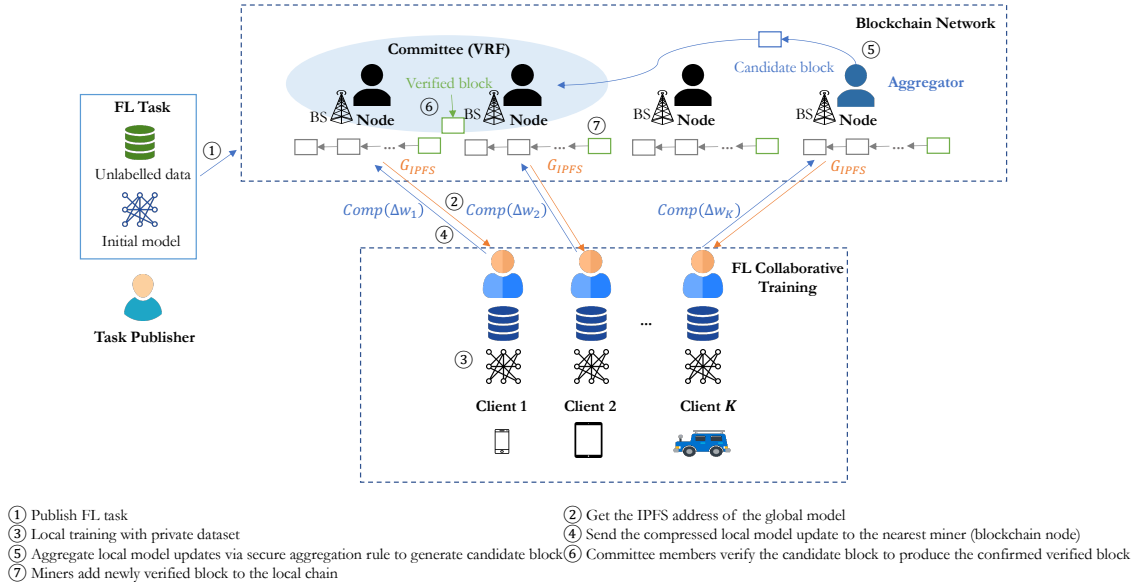 Blockchain Network
Committee (VRF)
⑤
Candidate block
Aggregator
Verified block
⑥
BS
Node
BS
Node
BS
Node
BS
Node
⑦
...
...
...
...
FL Task
Unlabelled data
Initial model
Task Publisher
①
G_IPFS
G_IPFS
G_IPFS
②
Comp(Δw₁)
Comp(Δw₂)
Comp(Δw_K)
④
FL Collaborative
Training
...
③
Client 1
Client 2
Client K
① Publish FL task
② Get the IPFS address of the global model
③ Local training with private dataset
④ Send the compressed local model update to the nearest miner (blockchain node)
⑤ Aggregate local model updates via secure aggregation rule to generate candidate block
⑥ Committee members verify the candidate block to produce the confirmed verified block
⑦ Miners add newly verified block to the local chain